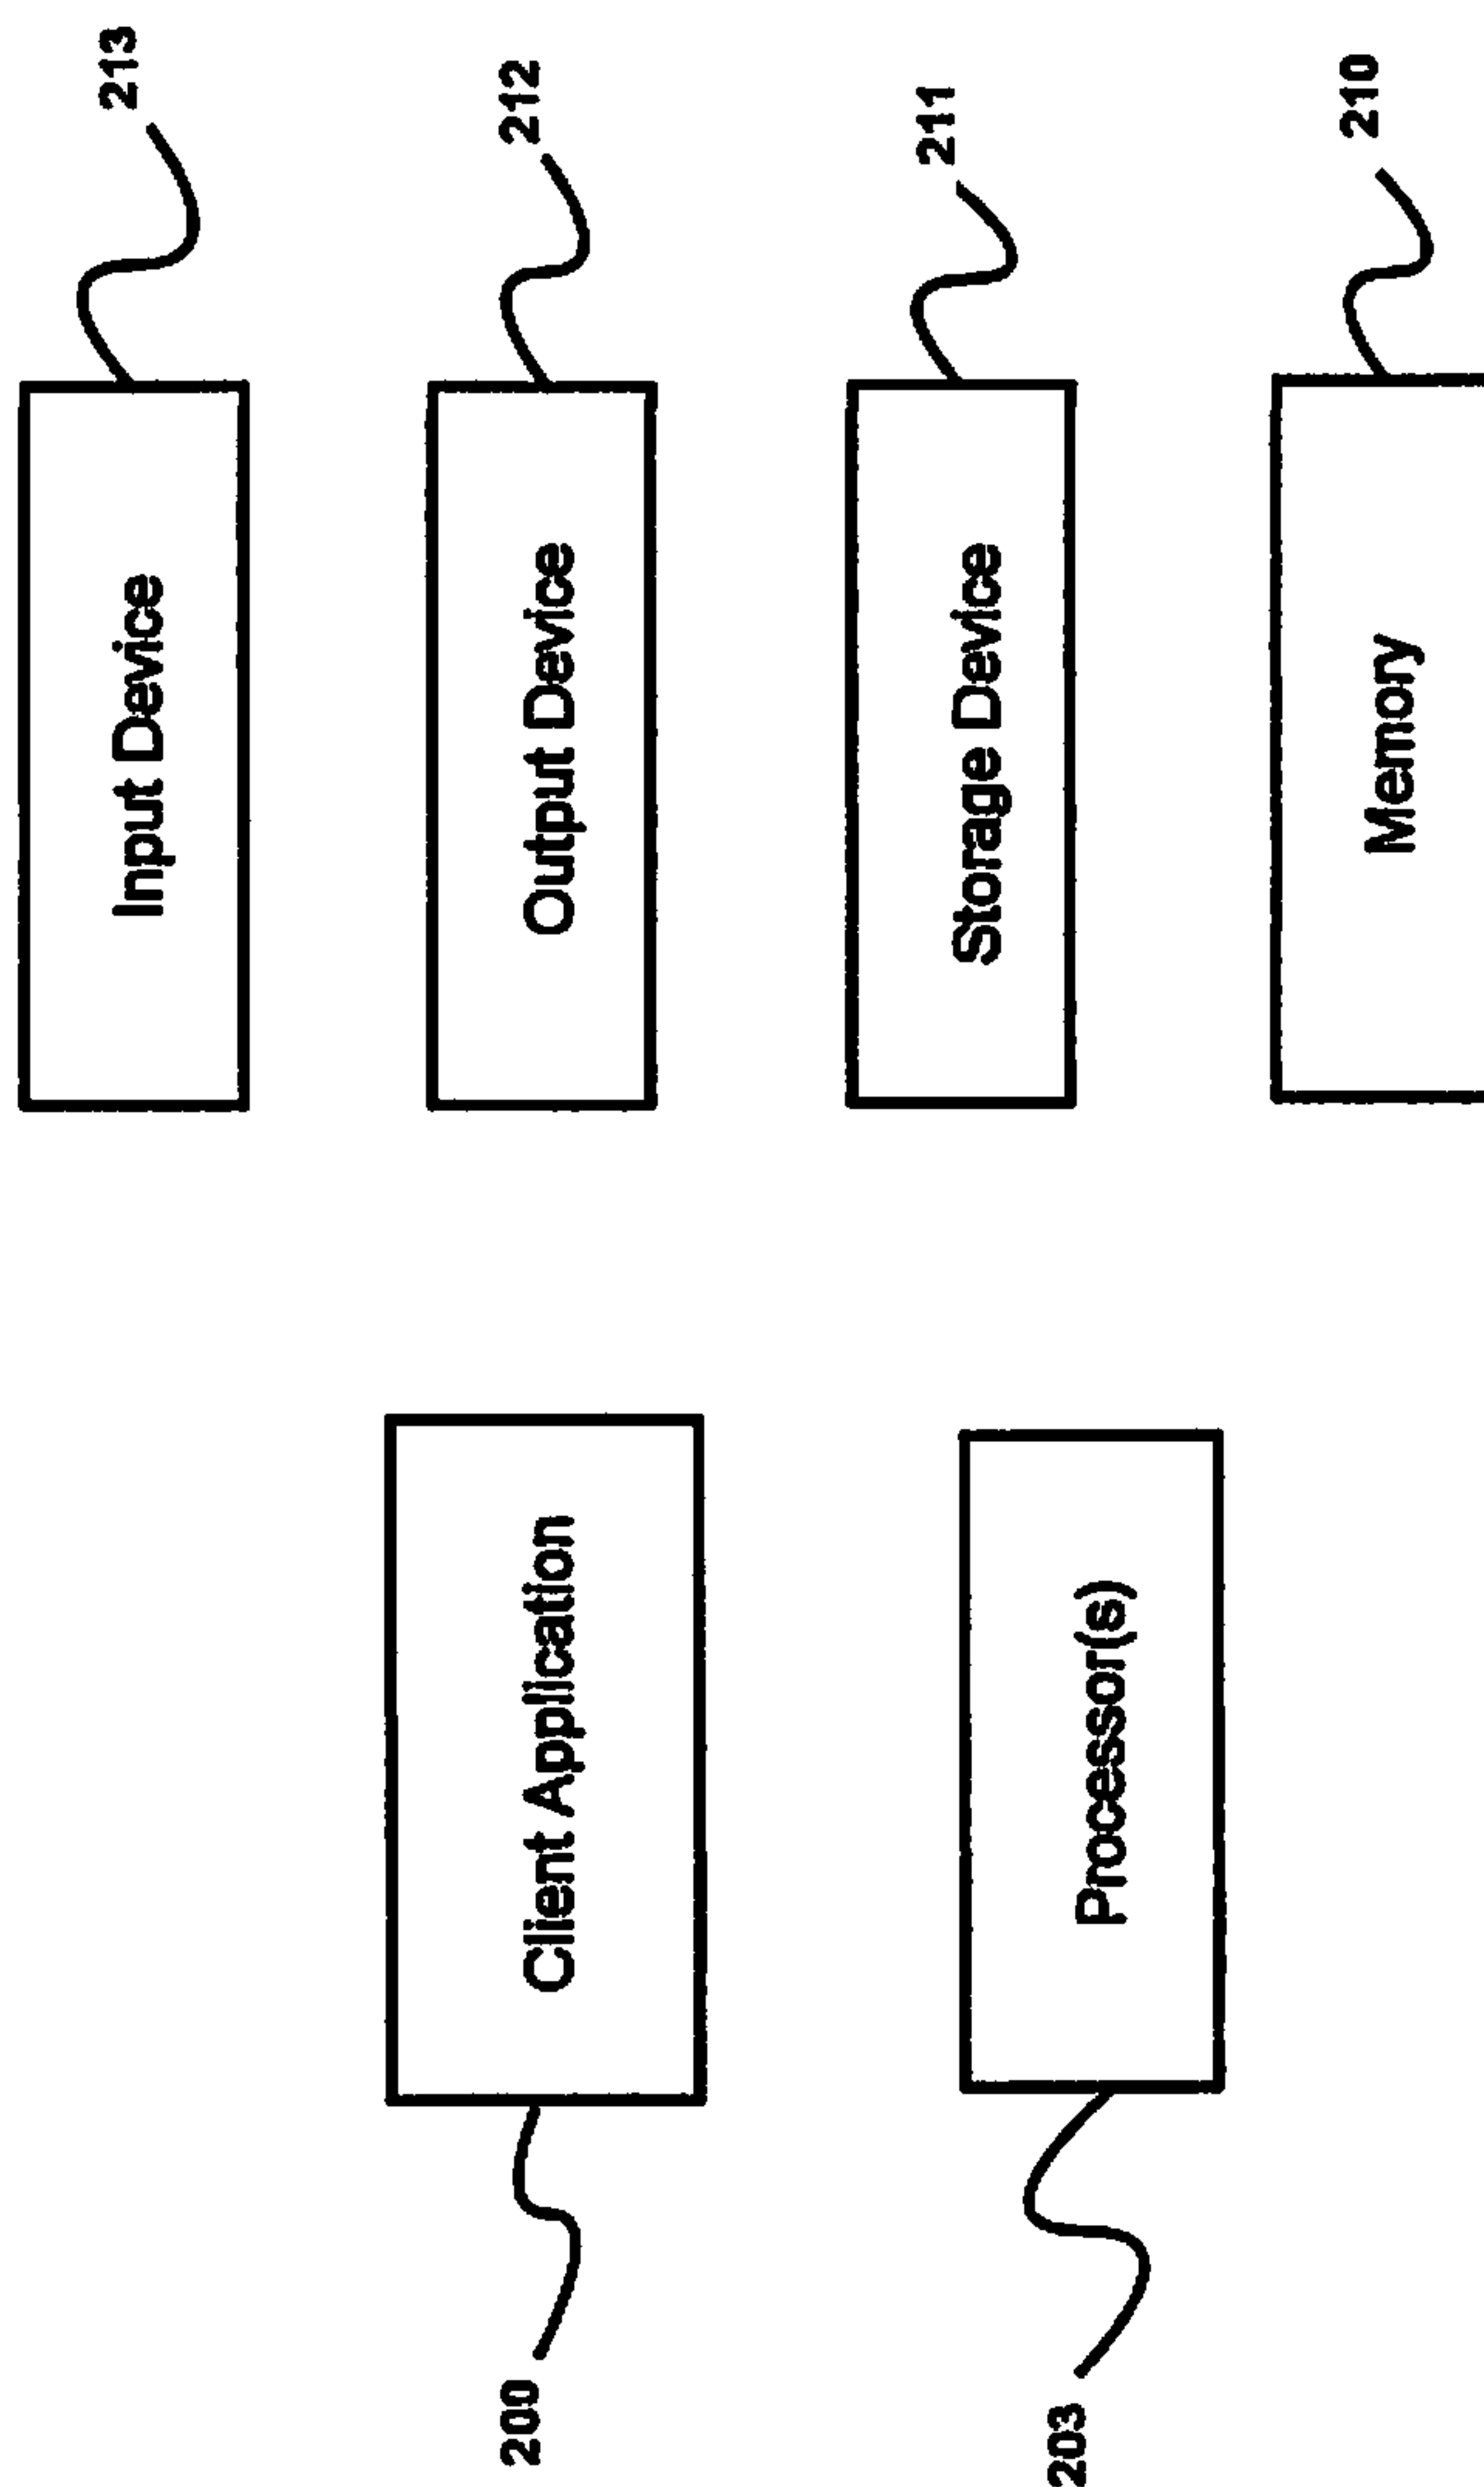 213
Input Device
212
Output Device
211
Storage Device
210
Memory
Client Application
200
Processor(s)
203